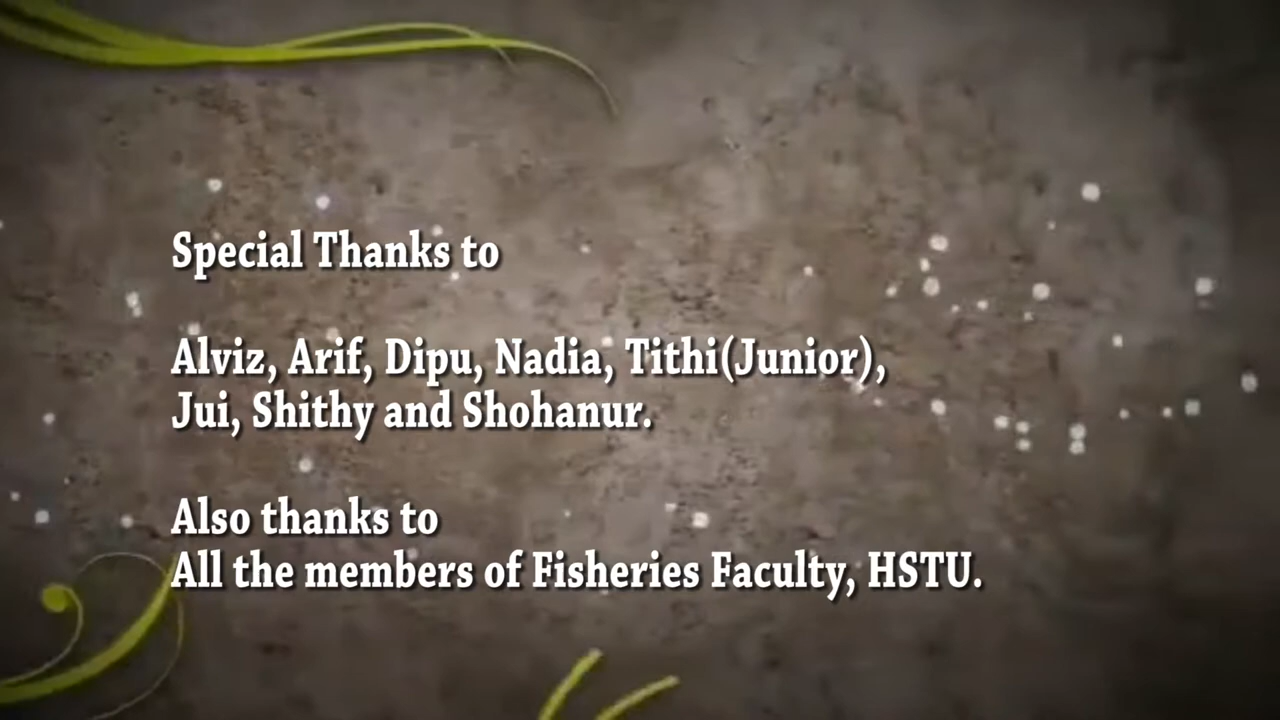 Special Thanks to
Alviz, Arif, Dipu, Nadia, Tithi(Junior),
Jui, Shithy and Shohanur.
Also thanks to
All the members of Fisheries Faculty, HSTU.